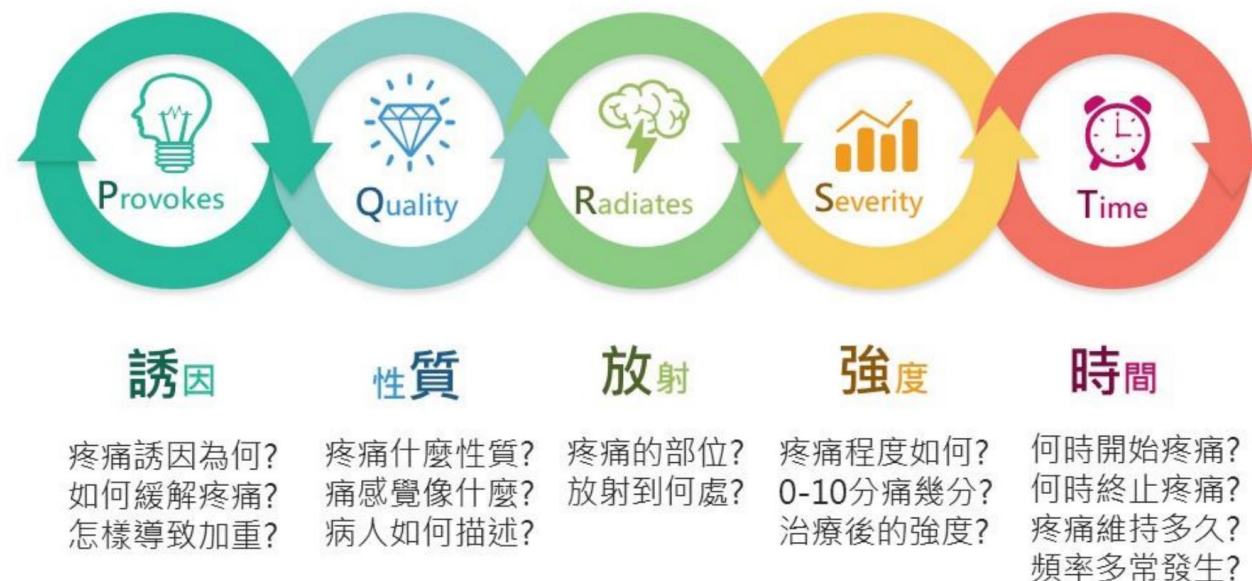 Provokes
Quality
Radiates
Severity
Time
誘因
性質
放射
強度
時間
疼痛誘因為何?
如何緩解疼痛?
怎樣導致加重?
疼痛什麼性質?
痛感覺像什麼?
病人如何描述?
疼痛的部位?
放射到何處?
疼痛程度如何?
0-10分痛幾分?
治療後的強度?
何時開始疼痛?
何時終止疼痛?
疼痛維持多久?
頻率多常發生?